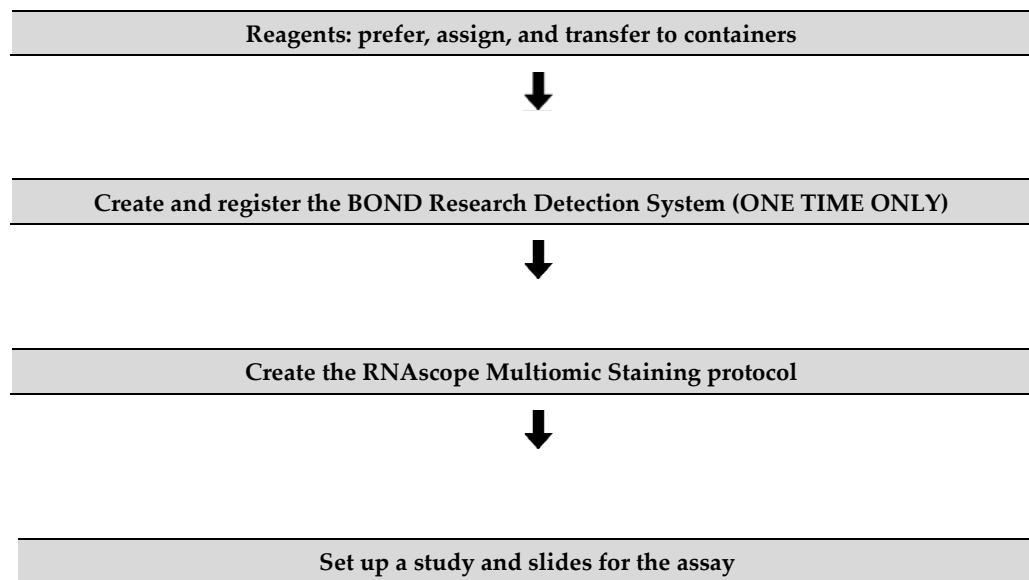 Reagents: prefer, assign, and transfer to containers
Create and register the BOND Research Detection System (ONE TIME ONLY)
Create the RNAscope Multiomic Staining protocol
Set up a study and slides for the assay